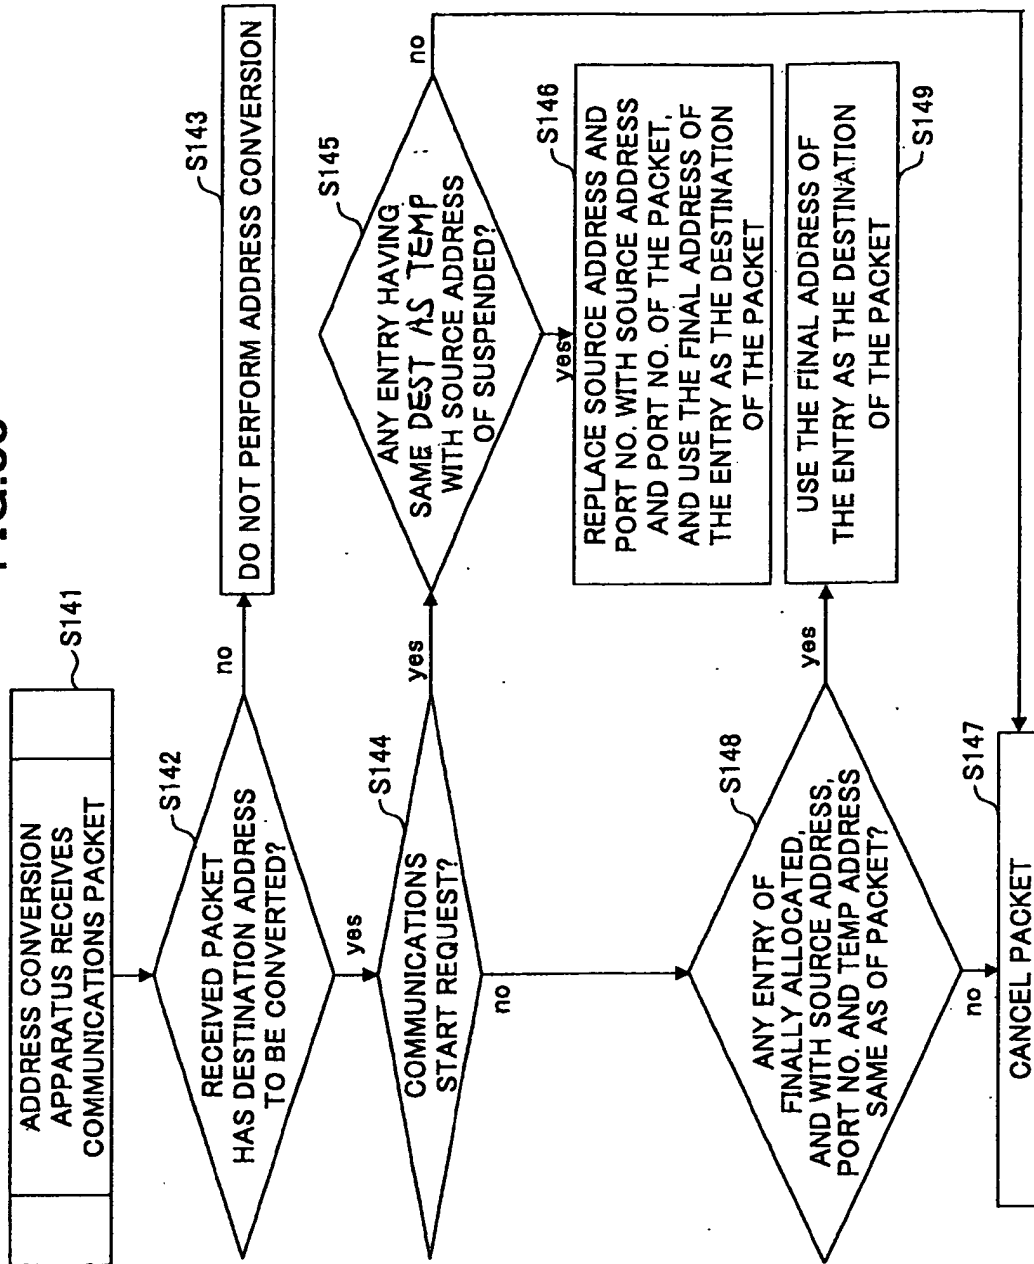 S141
ADDRESS CONVERSION
APPARATUS RECEIVES
COMMUNICATIONS PACKET
S142
RECEIVED PACKET
HAS DESTINATION ADDRESS
TO BE CONVERTED?
no
S143
DO NOT PERFORM ADDRESS CONVERSION
yes
S144
COMMUNICATIONS
START REQUEST?
yes
S145
ANY ENTRY HAVING
SAME DEST AS TEMP
WITH SOURCE ADDRESS
OF SUSPENDED?
no
yes
S146
REPLACE SOURCE ADDRESS AND
PORT NO. WITH SOURCE ADDRESS
AND PORT NO. OF THE PACKET,
AND USE THE FINAL ADDRESS OF
THE ENTRY AS THE DESTINATION
OF THE PACKET
no
S148
ANY ENTRY OF
FINALLY ALLOCATED,
AND WITH SOURCE ADDRESS,
PORT NO. AND TEMP ADDRESS
SAME AS OF PACKET?
yes
USE THE FINAL ADDRESS OF
THE ENTRY AS THE DESTINATION
OF THE PACKET
S149
no
S147
CANCEL PACKET